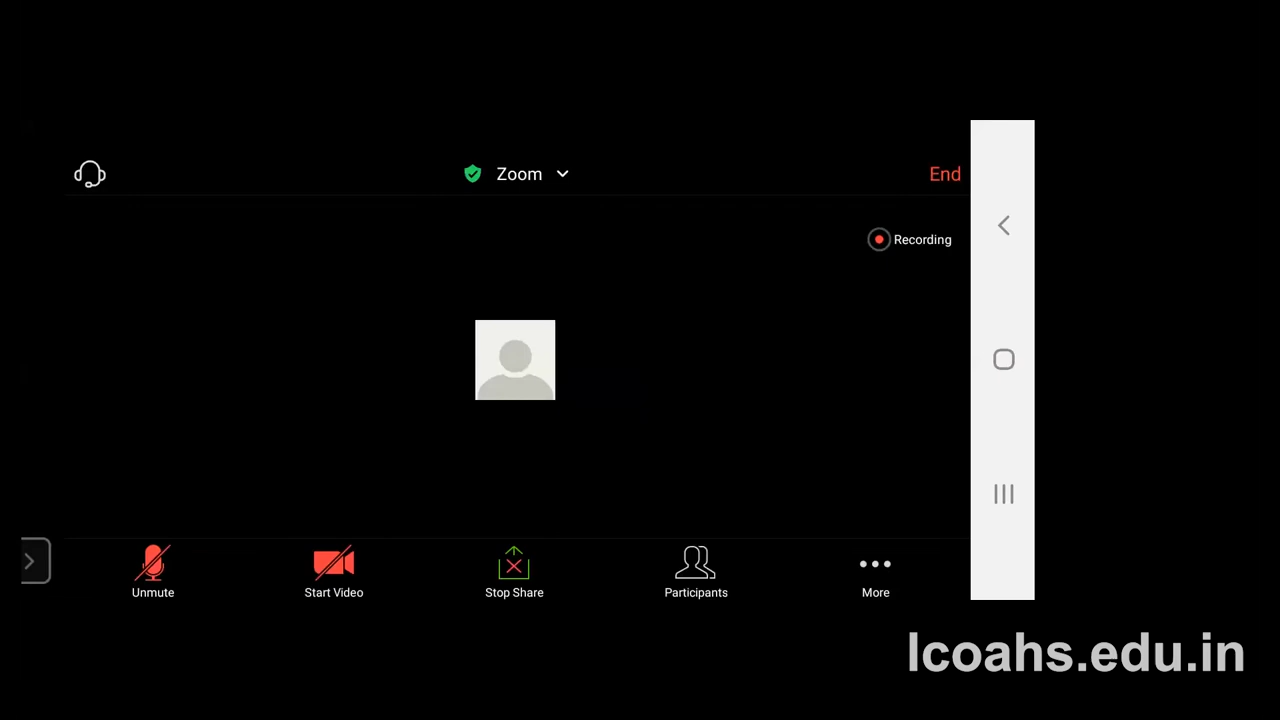 Zoom
End
Recording
Unmute
Start Video
Stop Share
Participants
More
lcoahs.edu.in